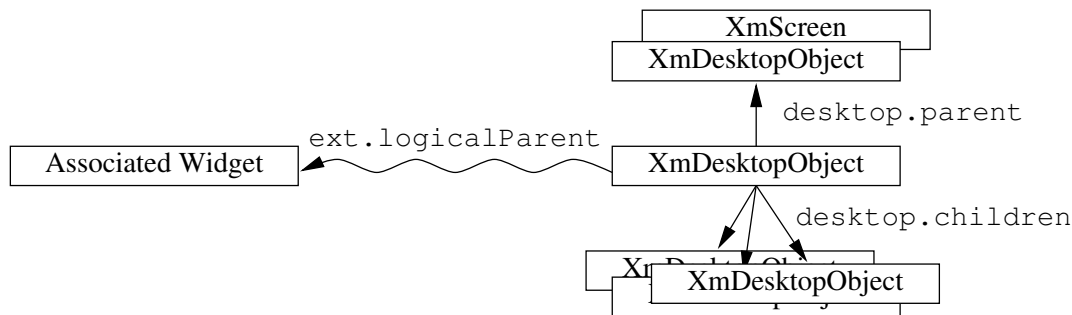 XmScreen
XmDesktopObject
desktop.parent
ext.logicalParent
Associated Widget
XmDesktopObject
desktop.children
XmDesktopObject